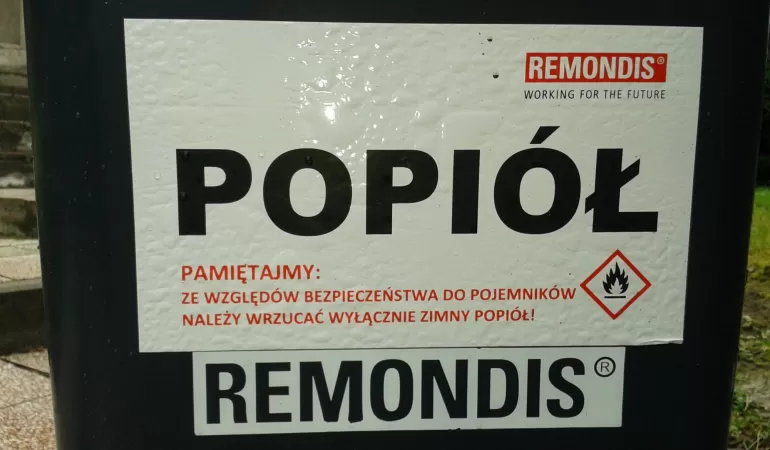 REMONDIS®
WORKING FOR THE FUTURE
POPIÓŁ
PAMIĘTAJMY:
ZE WZGLĘDÓW BEZPIECZEŃSTWA DO POJEMNIKÓW
NALEŻY WRZUCAĆ WYŁĄCZNIE ZIMNY POPIÓŁ!
REMONDIS®